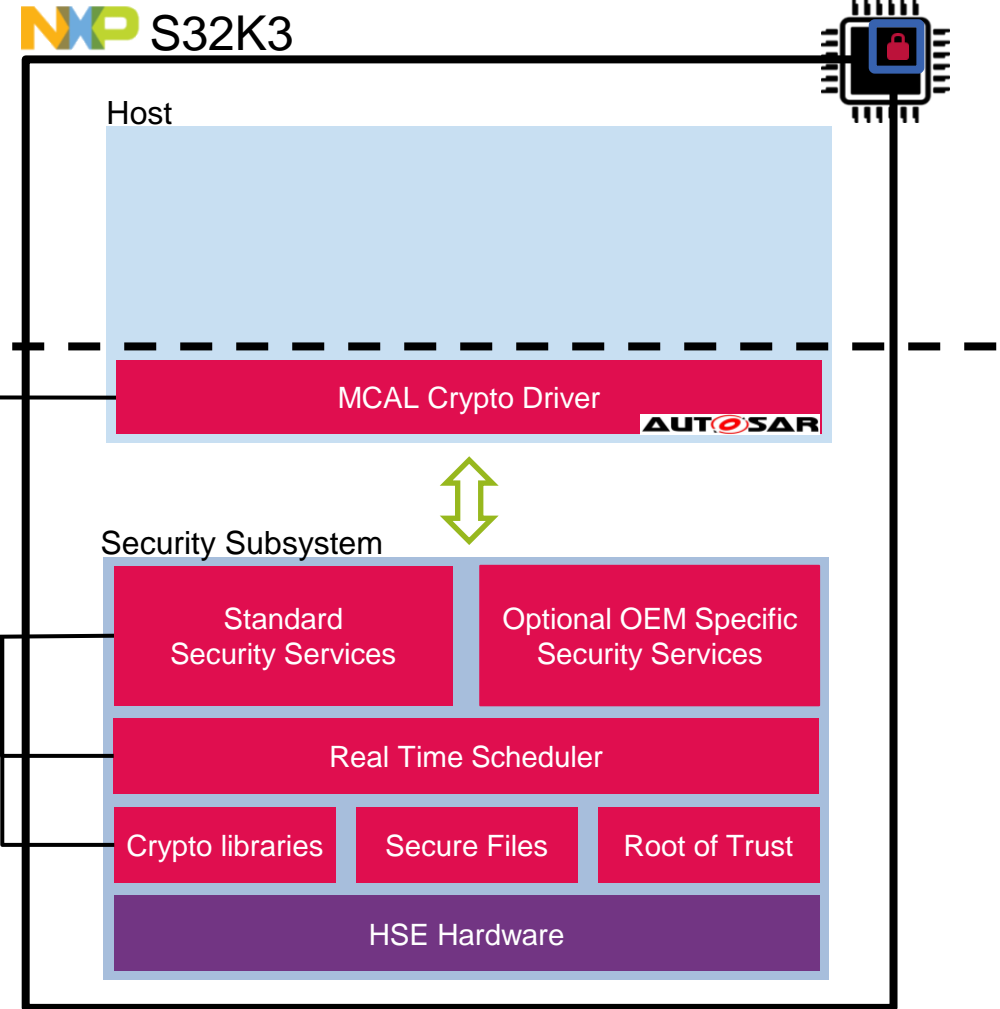 NXP S32K3
Host
MCAL Crypto Driver
AUTOSAR
Security Subsystem
Standard
Security Services
Optional OEM Specific
Security Services
Real Time Scheduler
Crypto libraries
Secure Files
Root of Trust
HSE Hardware